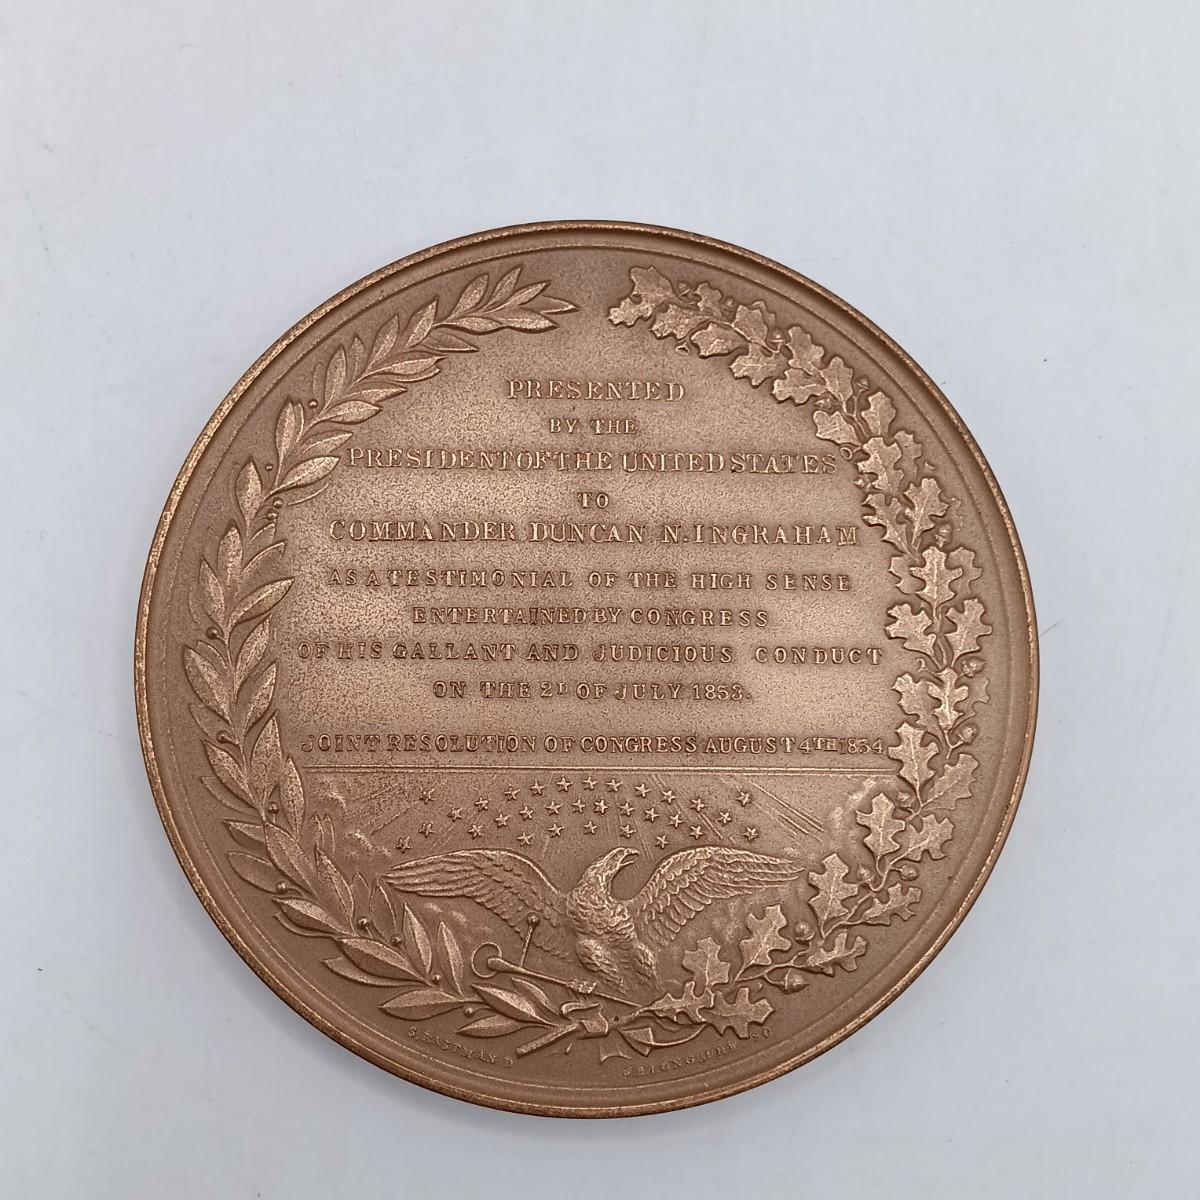 PRESENTED
BY THE
PRESIDENT OF THE UNITED STATES
TO
COMMANDER DUNCAN N. INGRAHAM
AS A TESTIMONIAL OF THE HIGH SENSE
ENTERTAINED BY CONGRESS
OF HIS GALLANT AND JUDICIOUS CONDUCT
ON THE 2D OF JULY 1853.
JOINT RESOLUTION OF CONGRESS AUGUST 4TH 1854
S. EASTMAN D
J. B. LONGACRE